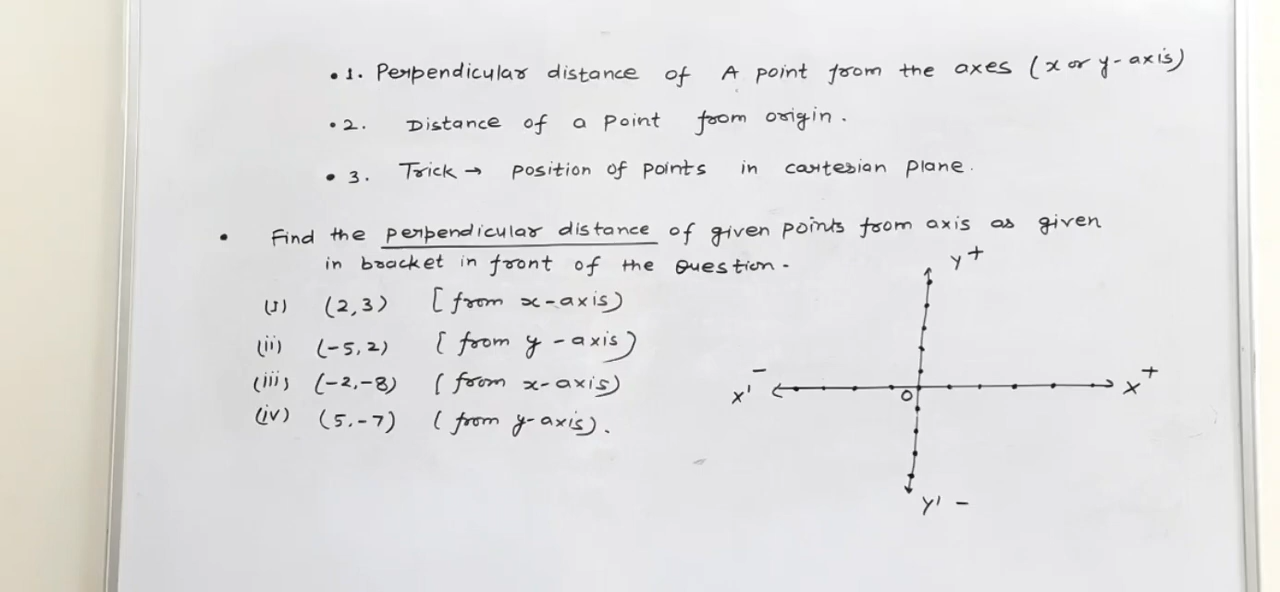 • 1. Perpendicular distance of A point from the axes (x or y-axis)
• 2. Distance of a point from origin.
• 3. Trick → position of points in cartesian plane.
• Find the perpendicular distance of given points from axis as given
in bracket in front of the question.
(i) (2,3) [from x-axis)
(ii) (-5,2) [from y-axis)
(iii) (-2,-8) (from x-axis)
(iv) (5,-7) (from y-axis).
y +
x' -
O
x +
y' -